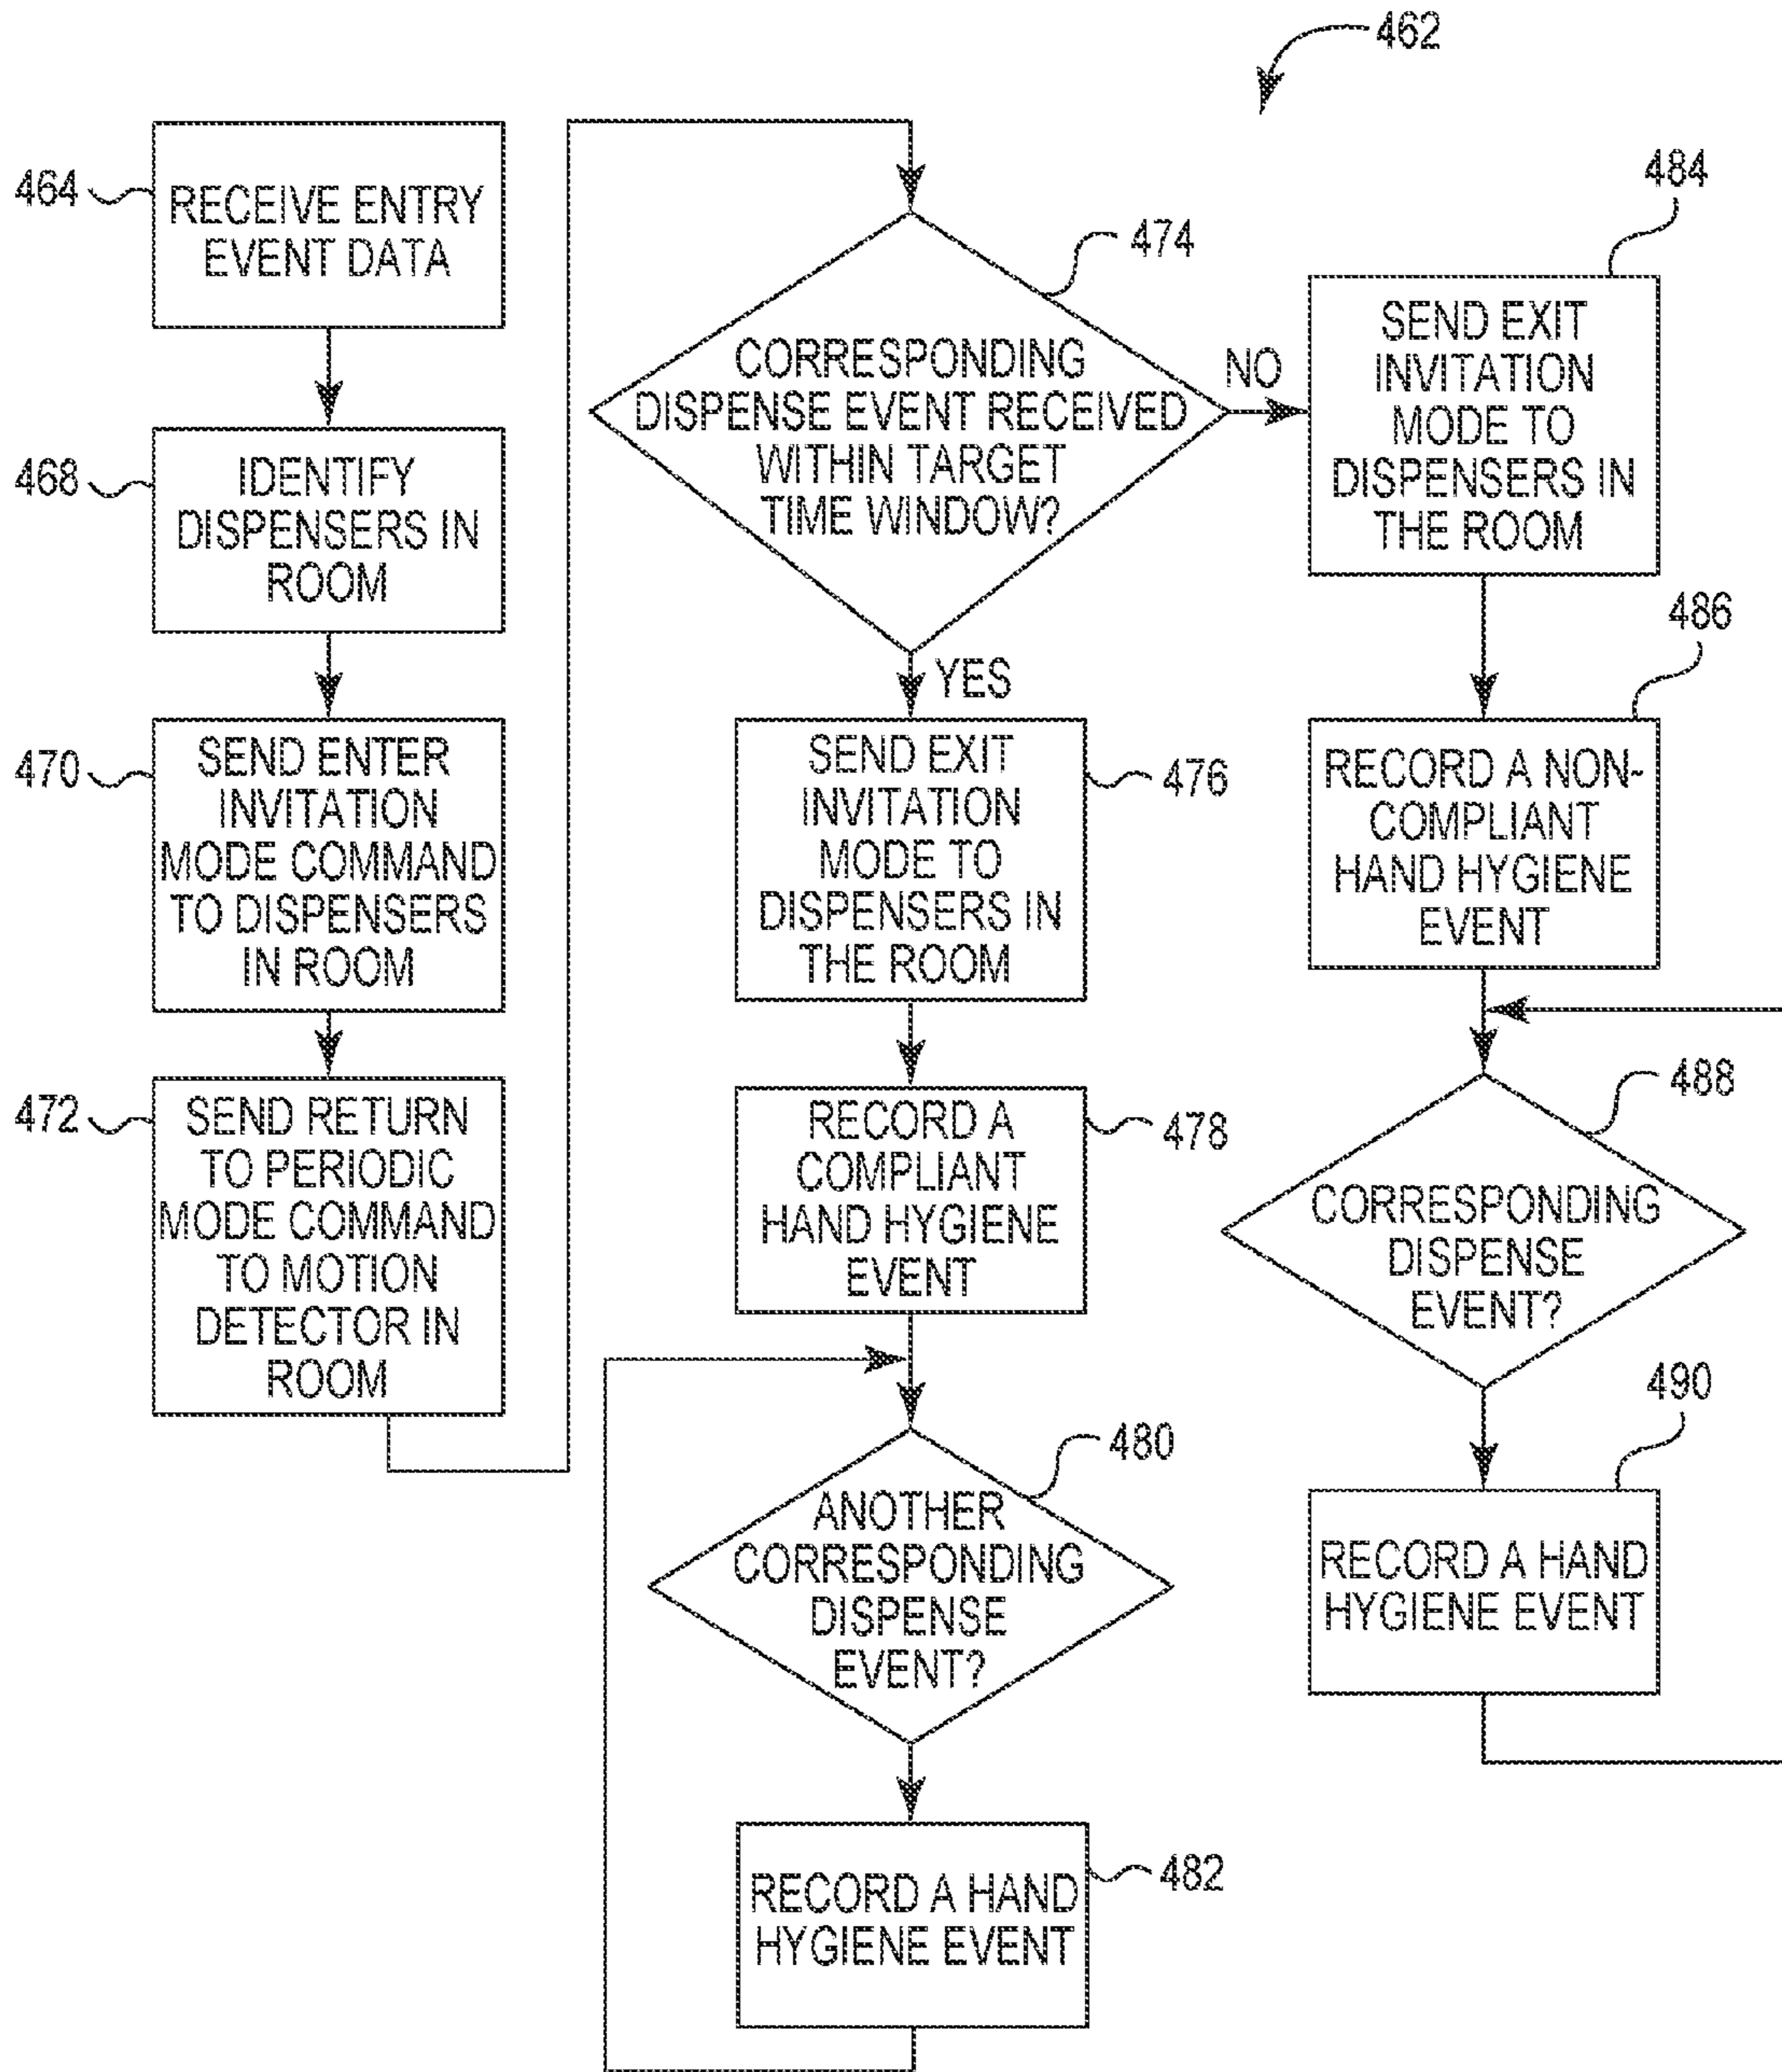 462
464
RECEIVE ENTRY
EVENT DATA
468
IDENTIFY
DISPENSERS IN
ROOM
470
SEND ENTER
INVITATION
MODE COMMAND
TO DISPENSERS
IN ROOM
472
SEND RETURN
TO PERIODIC
MODE COMMAND
TO MOTION
DETECTOR IN
ROOM
474
CORRESPONDING
DISPENSE EVENT RECEIVED
WITHIN TARGET
TIME WINDOW?
NO
YES
SEND EXIT
INVITATION
MODE TO
DISPENSERS IN
THE ROOM
476
RECORD A
COMPLIANT
HAND HYGIENE
EVENT
478
480
ANOTHER
CORRESPONDING
DISPENSE
EVENT?
RECORD A HAND
HYGIENE EVENT
482
484
SEND EXIT
INVITATION
MODE TO
DISPENSERS IN
THE ROOM
486
RECORD A NON-
COMPLIANT
HAND HYGIENE
EVENT
488
CORRESPONDING
DISPENSE
EVENT?
490
RECORD A HAND
HYGIENE EVENT